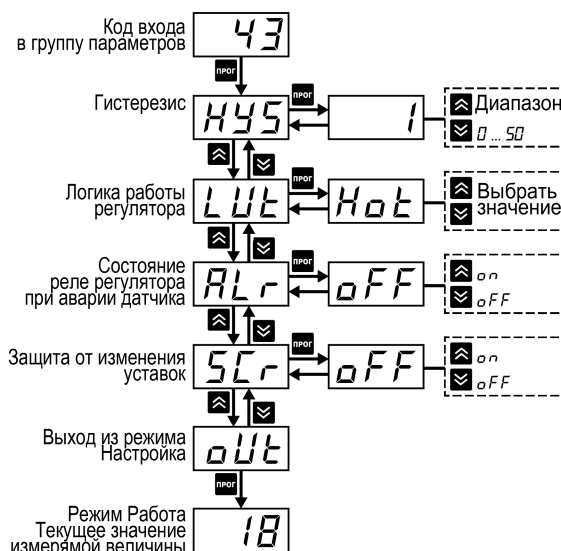 Код входа
в группу параметров
43
ПРОГ
Гистерезис
HYS
ПРОГ
1
Диапазон
0 ... 50
Логика работы
регулятора
LUt
ПРОГ
Hot
Выбрать
значение
Состояние
реле регулятора
при аварии датчика
ALr
ПРОГ
oFF
on
oFF
Защита от изменения
уставок
SCr
ПРОГ
oFF
on
oFF
Выход из режима
Настройка
oUt
ПРОГ
Режим Работа
Текущее значение
измерямой величины
18